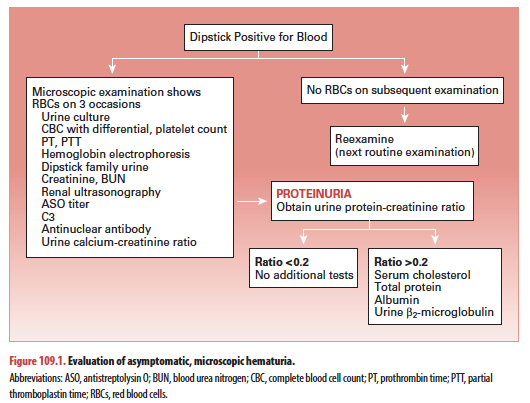 Dipstick Positive for Blood
Microscopic examination shows
RBCs on 3 occasions
Urine culture
CBC with differential, platelet count
PT, PTT
Hemoglobin electrophoresis
Dipstick family urine
Creatinine, BUN
Renal ultrasonography
ASO titer
C3
Antinuclear antibody
Urine calcium-creatinine ratio
No RBCs on subsequent examination
Reexamine
(next routine examination)
PROTEINURIA
Obtain urine protein-creatinine ratio
Ratio <0.2
No additional tests
Ratio >0.2
Serum cholesterol
Total protein
Albumin
Urine β₂-microglobulin
Figure 109.1. Evaluation of asymptomatic, microscopic hematuria.
Abbreviations: ASO, antistreptolysin O; BUN, blood urea nitrogen; CBC, complete blood cell count; PT, prothrombin time; PTT, partial
thromboplastin time; RBCs, red blood cells.